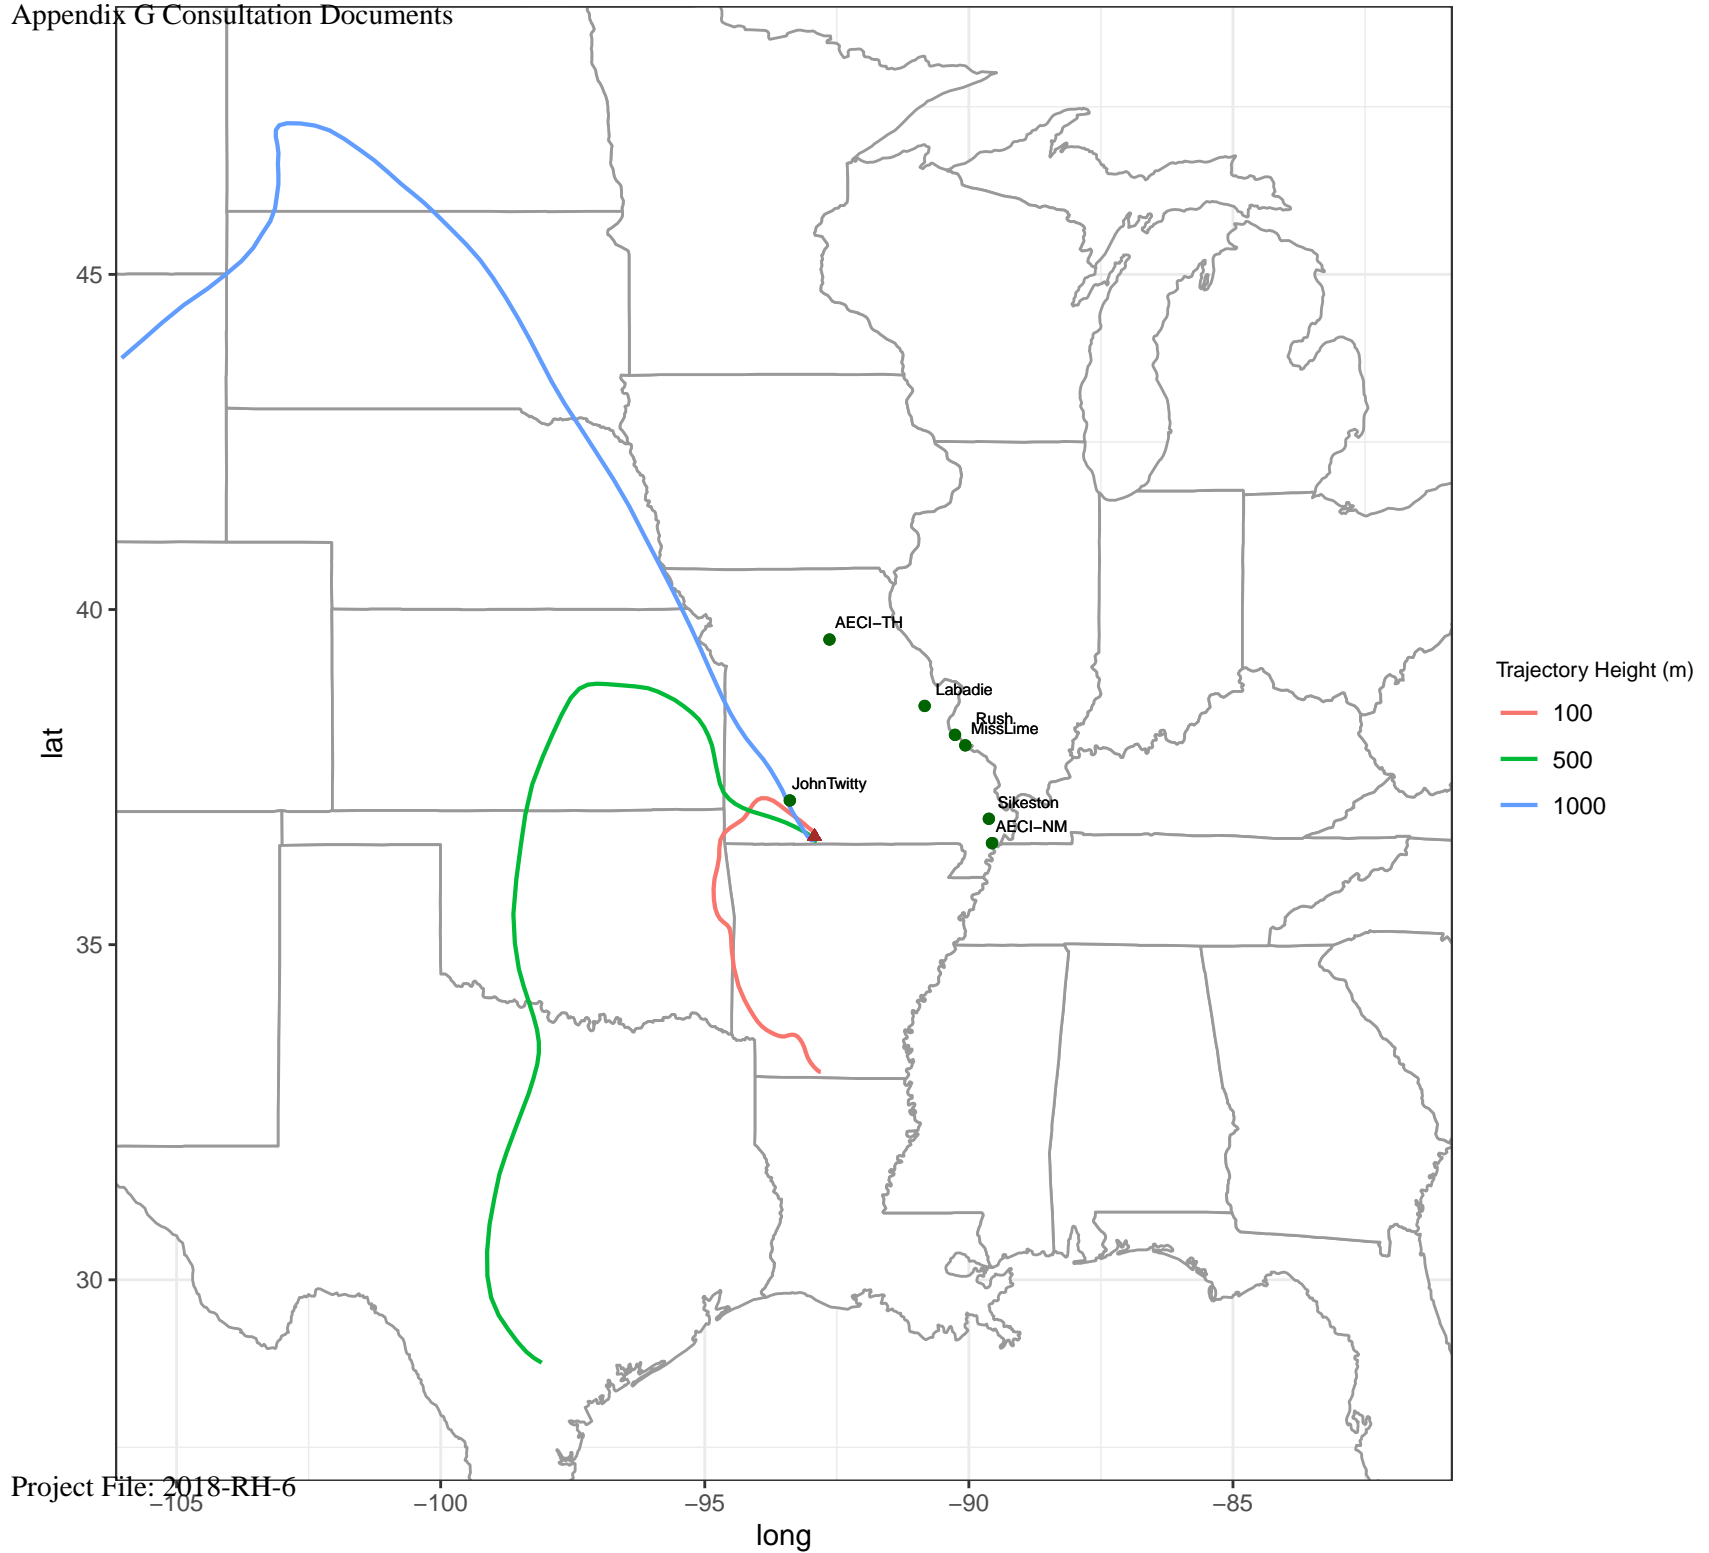 Appendix G Consultation Documents
45
40
35
30
lat
AECI−TH
Labadie
Rush
MissLime
JohnTwitty
Sikeston
AECI−NM
Trajectory Height (m)
100
500
1000
Project File: 2018-RH-6
−105
−100
−95
−90
−85
long